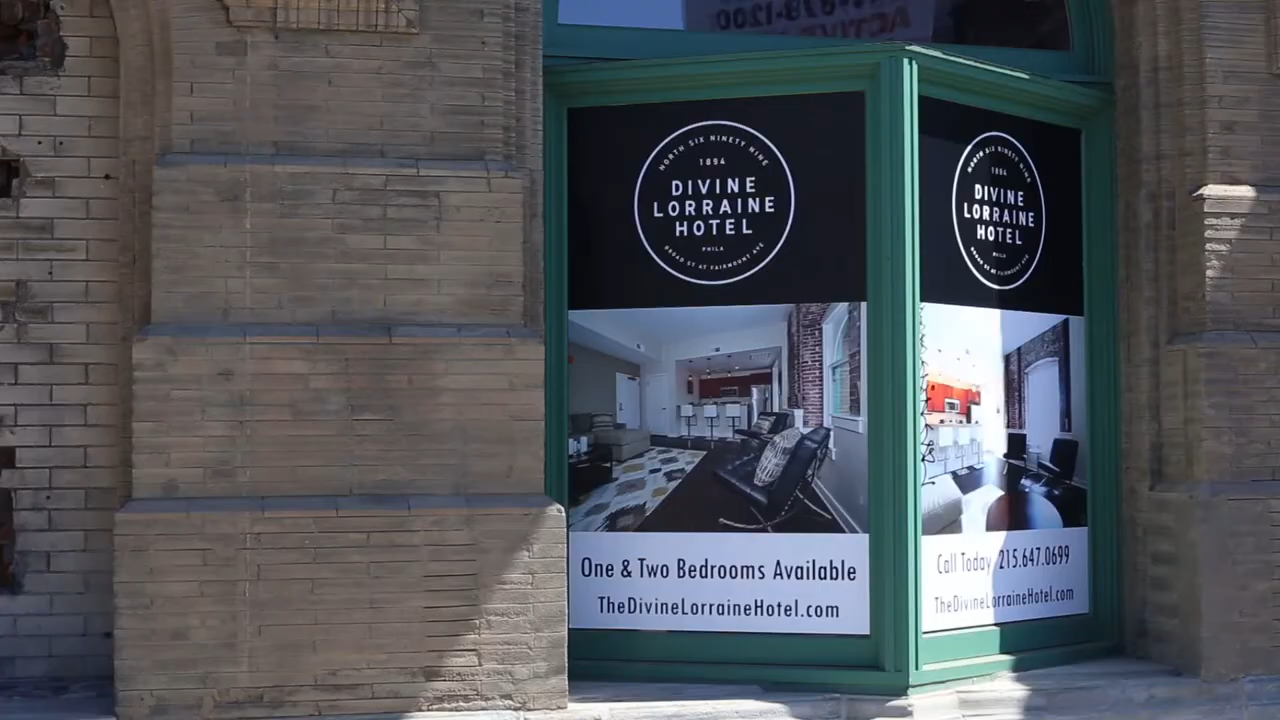 NORTH SIX NINETY NINE
1894
DIVINE
LORRAINE
HOTEL
PHILA
BROAD ST AT FAIRMOUNT AVE
One & Two Bedrooms Available
TheDivineLorraineHotel.com
NORTH SIX NINETY NINE
1894
DIVINE
LORRAINE
HOTEL
PHILA
BROAD ST AT FAIRMOUNT AVE
Call Today 215.647.0699
TheDivineLorraineHotel.com